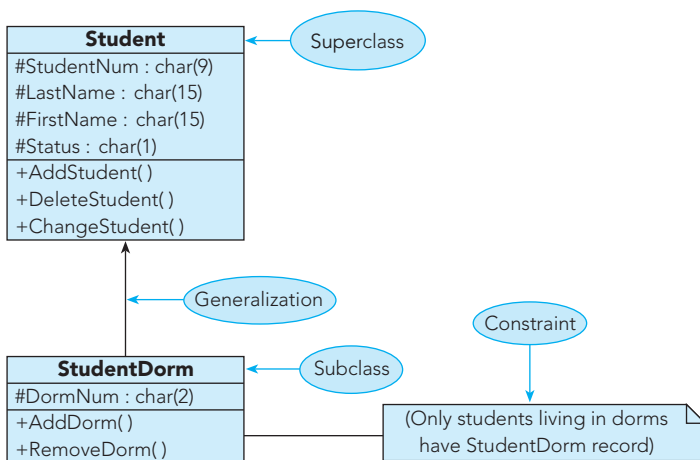 Student
Superclass
#StudentNum : char(9)
#LastName : char(15)
#FirstName : char(15)
#Status : char(1)
+AddStudent( )
+DeleteStudent( )
+ChangeStudent( )
Generalization
Constraint
StudentDorm
Subclass
#DormNum : char(2)
+AddDorm( )
+RemoveDorm( )
(Only students living in dorms
have StudentDorm record)